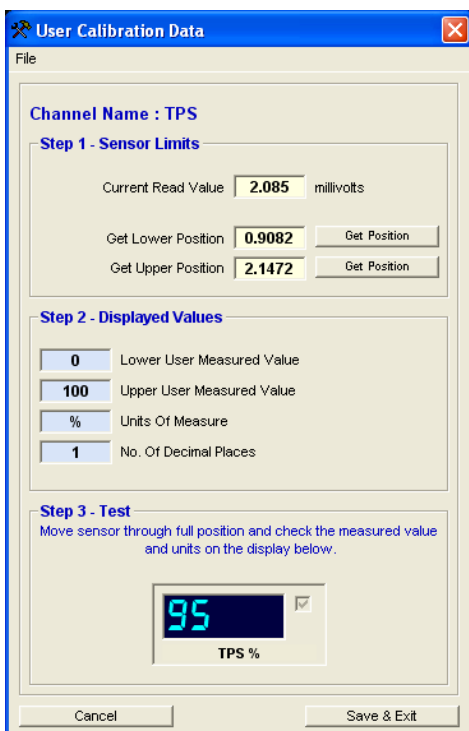 User Calibration Data
File
Channel Name : TPS
Step 1 - Sensor Limits
Current Read Value 2.085 millivolts
Get Lower Position 0.9082 Get Position
Get Upper Position 2.1472 Get Position
Step 2 - Displayed Values
0 Lower User Measured Value
100 Upper User Measured Value
% Units Of Measure
1 No. Of Decimal Places
Step 3 - Test
Move sensor through full position and check the measured value
and units on the display below.
95
TPS %
Cancel Save & Exit